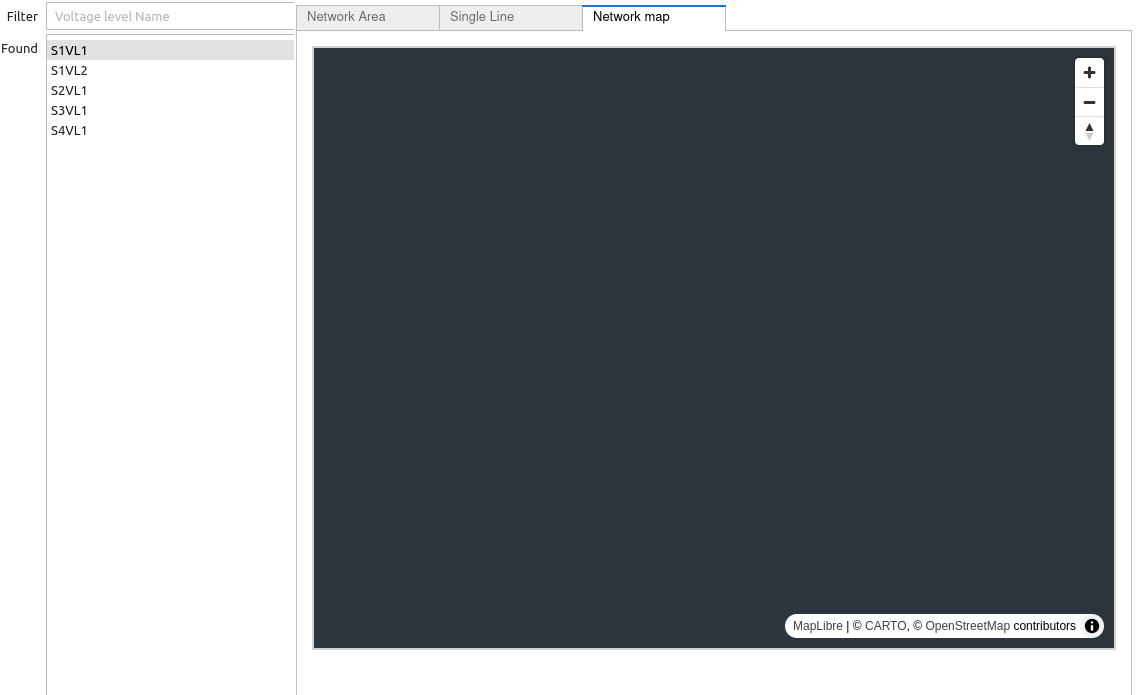 Filter
Voltage level Name
Network Area
Single Line
Network map
Found
S1VL1
S1VL2
S2VL1
S3VL1
S4VL1
MapLibre | © CARTO, © OpenStreetMap contributors